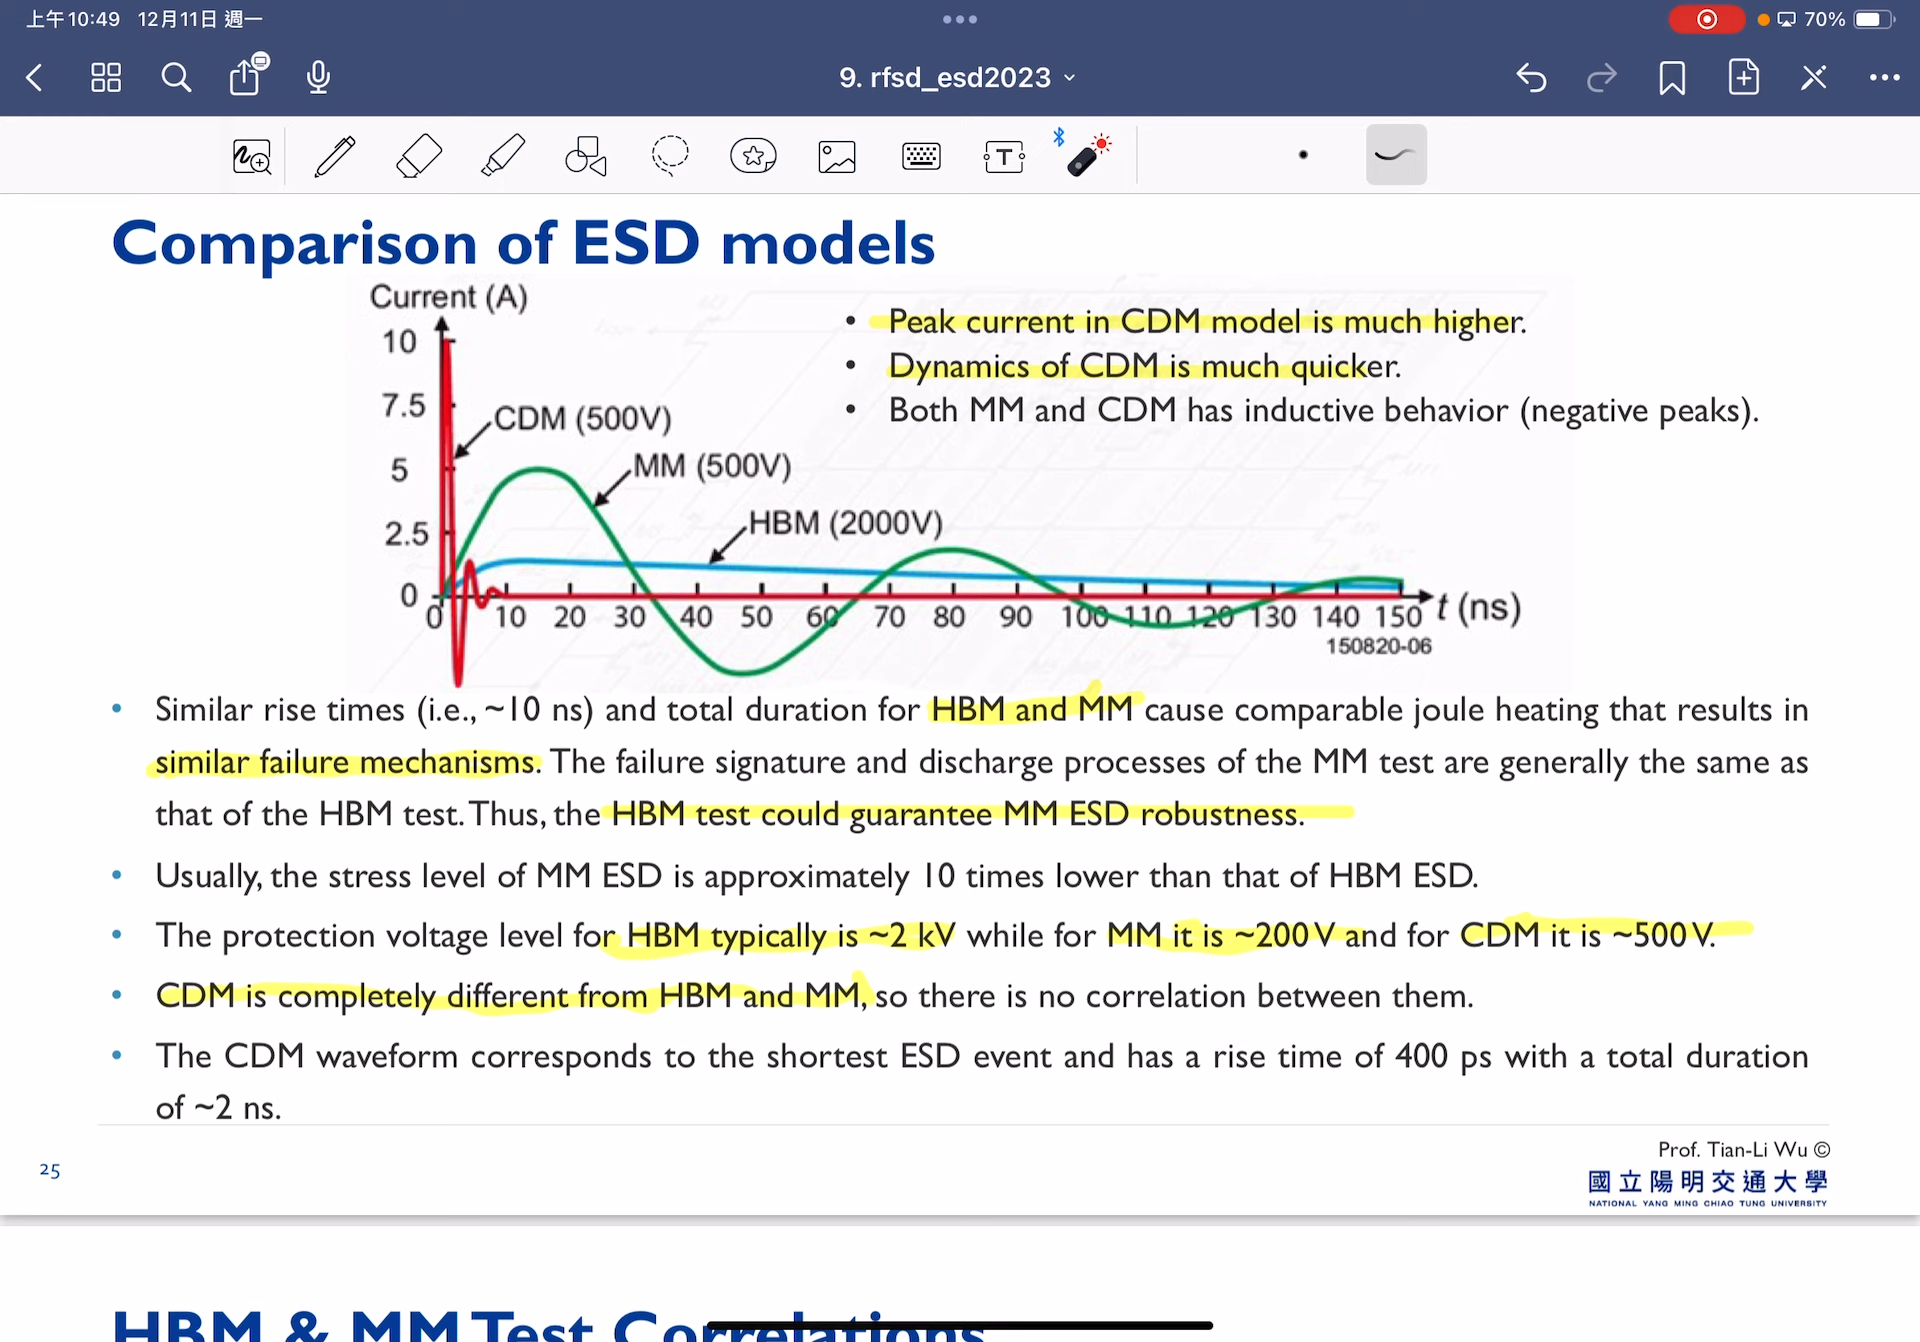 上午10:49 12月11日 週一
70%
9. rfsd_esd2023
Comparison of ESD models
Current (A)
10
7.5
5
2.5
0
CDM (500V)
MM (500V)
HBM (2000V)
0 10 20 30 40 50 60 70 80 90 100 110 120 130 140 150 t (ns)
150820-06
• Peak current in CDM model is much higher.
• Dynamics of CDM is much quicker.
• Both MM and CDM has inductive behavior (negative peaks).
• Similar rise times (i.e., ~10 ns) and total duration for HBM and MM cause comparable joule heating that results in
similar failure mechanisms. The failure signature and discharge processes of the MM test are generally the same as
that of the HBM test. Thus, the HBM test could guarantee MM ESD robustness.
• Usually, the stress level of MM ESD is approximately 10 times lower than that of HBM ESD.
• The protection voltage level for HBM typically is ~2 kV while for MM it is ~200V and for CDM it is ~500V.
• CDM is completely different from HBM and MM, so there is no correlation between them.
• The CDM waveform corresponds to the shortest ESD event and has a rise time of 400 ps with a total duration
of ~2 ns.
25
Prof. Tian-Li Wu ©
國立陽明交通大學
NATIONAL YANG MING CHIAO TUNG UNIVERSITY
HBM & MM Test Correlations